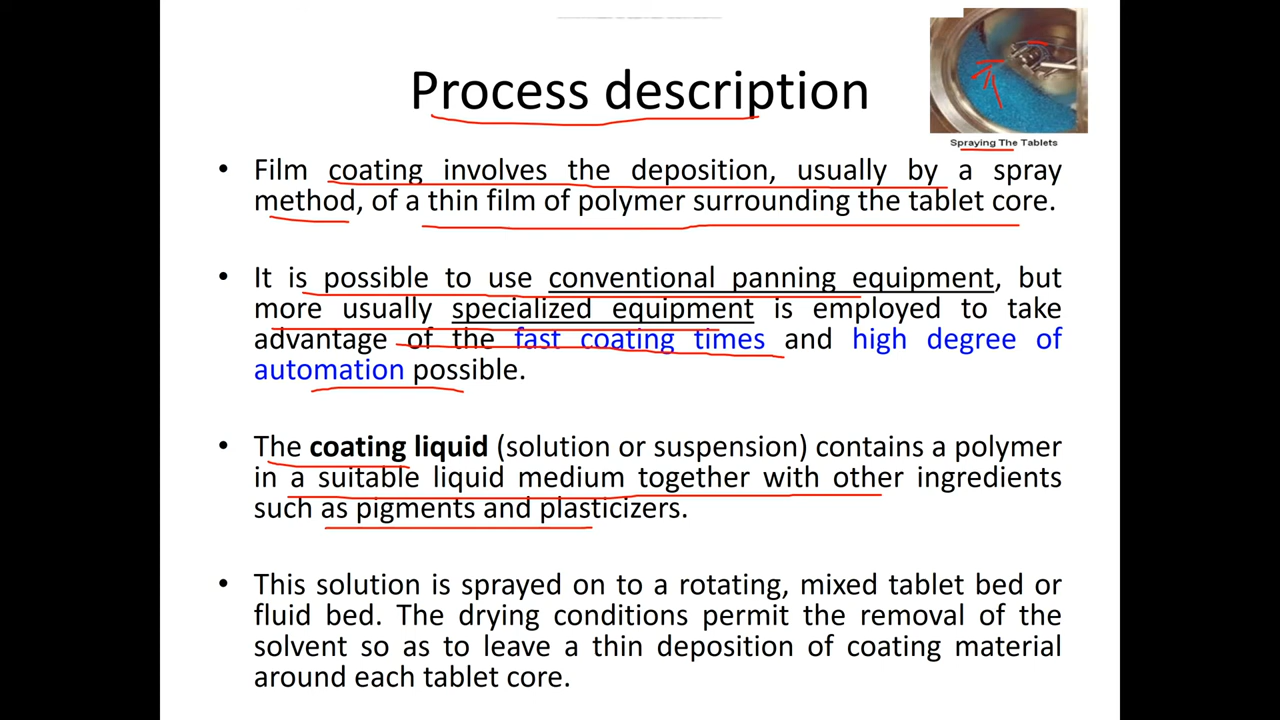 Process description
Spraying The Tablets
• Film coating involves the deposition, usually by a spray
method, of a thin film of polymer surrounding the tablet core.
• It is possible to use conventional panning equipment, but
more usually specialized equipment is employed to take
advantage of the fast coating times and high degree of
automation possible.
• The coating liquid (solution or suspension) contains a polymer
in a suitable liquid medium together with other ingredients
such as pigments and plasticizers.
• This solution is sprayed on to a rotating, mixed tablet bed or
fluid bed. The drying conditions permit the removal of the
solvent so as to leave a thin deposition of coating material
around each tablet core.